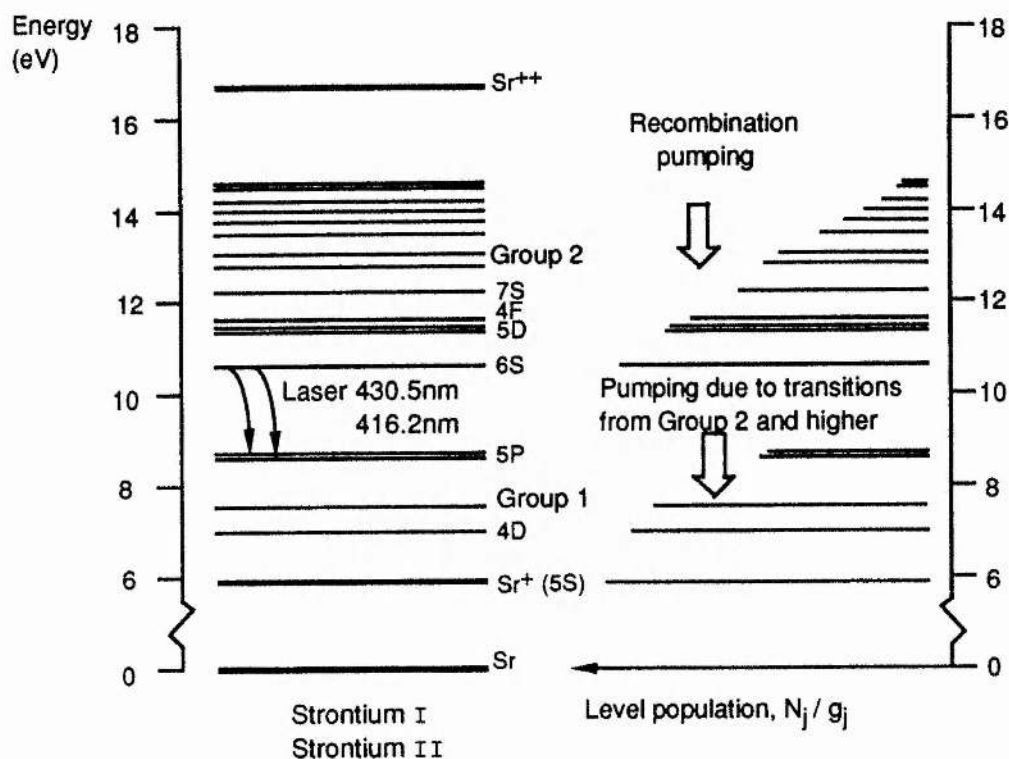 Energy
(eV)
18
16
14
12
10
8
6
0
Sr++
Group 2
7S
4F
5D
6S
Laser 430.5nm
416.2nm
5P
Group 1
4D
Sr+ (5S)
Sr
Strontium I
Strontium II
Recombination
pumping
Pumping due to transitions
from Group 2 and higher
Level population, Nj / gj
18
16
14
12
10
8
6
0